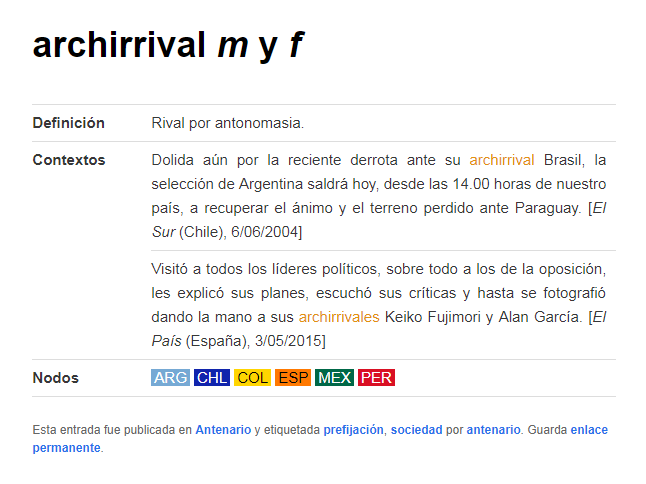 archirrival m y f
Definición Rival por antonomasia.
Contextos Dolida aún por la reciente derrota ante su archirrival Brasil, la
selección de Argentina saldrá hoy, desde las 14.00 horas de nuestro
país, a recuperar el ánimo y el terreno perdido ante Paraguay. [El
Sur (Chile), 6/06/2004]
Visitó a todos los líderes políticos, sobre todo a los de la oposición,
les explicó sus planes, escuchó sus críticas y hasta se fotografió
dando la mano a sus archirrivales Keiko Fujimori y Alan García. [El
País (España), 3/05/2015]
Nodos ARG CHL COL ESP MEX PER
Esta entrada fue publicada en Antenario y etiquetada prefijación, sociedad por antenario. Guarda enlace
permanente.